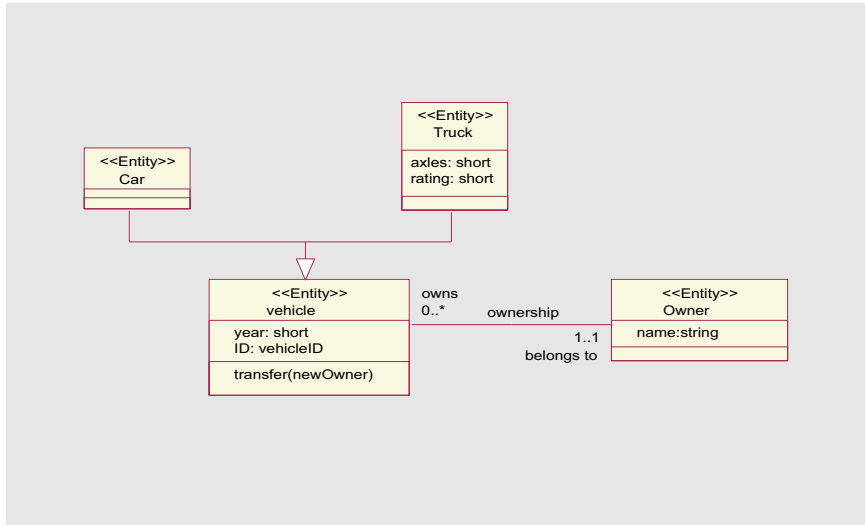 <<Entity>>
Car
<<Entity>>
Truck
axles: short
rating: short
<<Entity>>
vehicle
year: short
ID: vehicleID
transfer(newOwner)
owns
0..*
ownership
1..1
belongs to
<<Entity>>
Owner
name:string